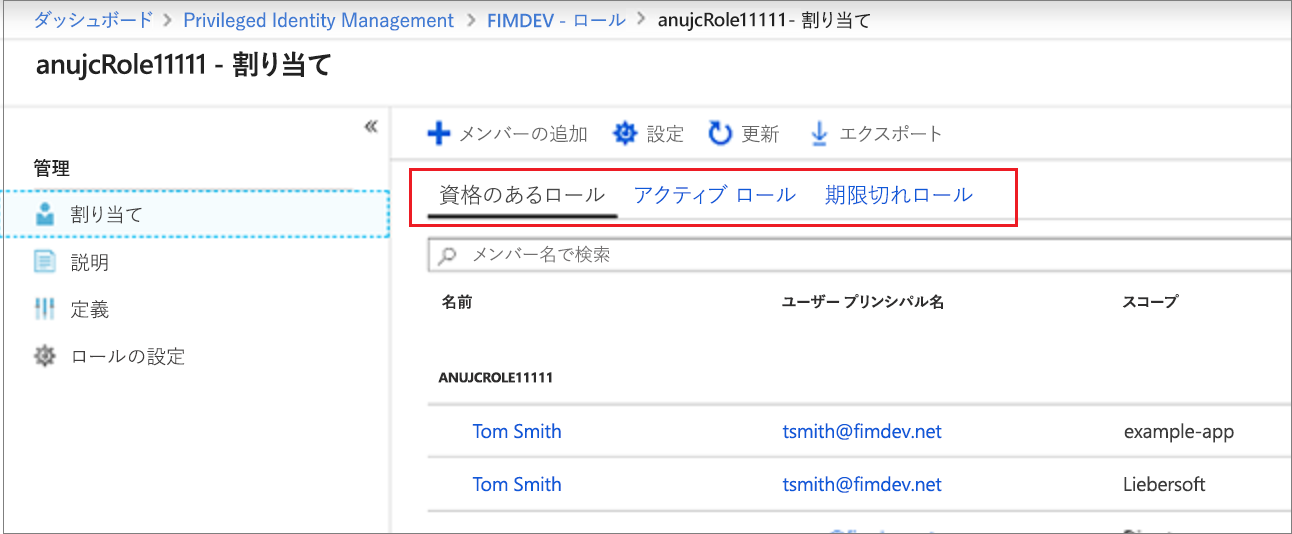 ダッシュボード > Privileged Identity Management > FIMDEV - ロール > anujcRole11111- 割り当て
anujcRole11111 - 割り当て
«
管理
割り当て
説明
定義
ロールの設定
メンバーの追加 設定 更新 エクスポート
資格のあるロール アクティブ ロール 期限切れロール
メンバー名で検索
名前 ユーザー プリンシパル名 スコープ
ANUJCROLE11111
Tom Smith tsmith@fimdev.net example-app
Tom Smith tsmith@fimdev.net Liebersoft